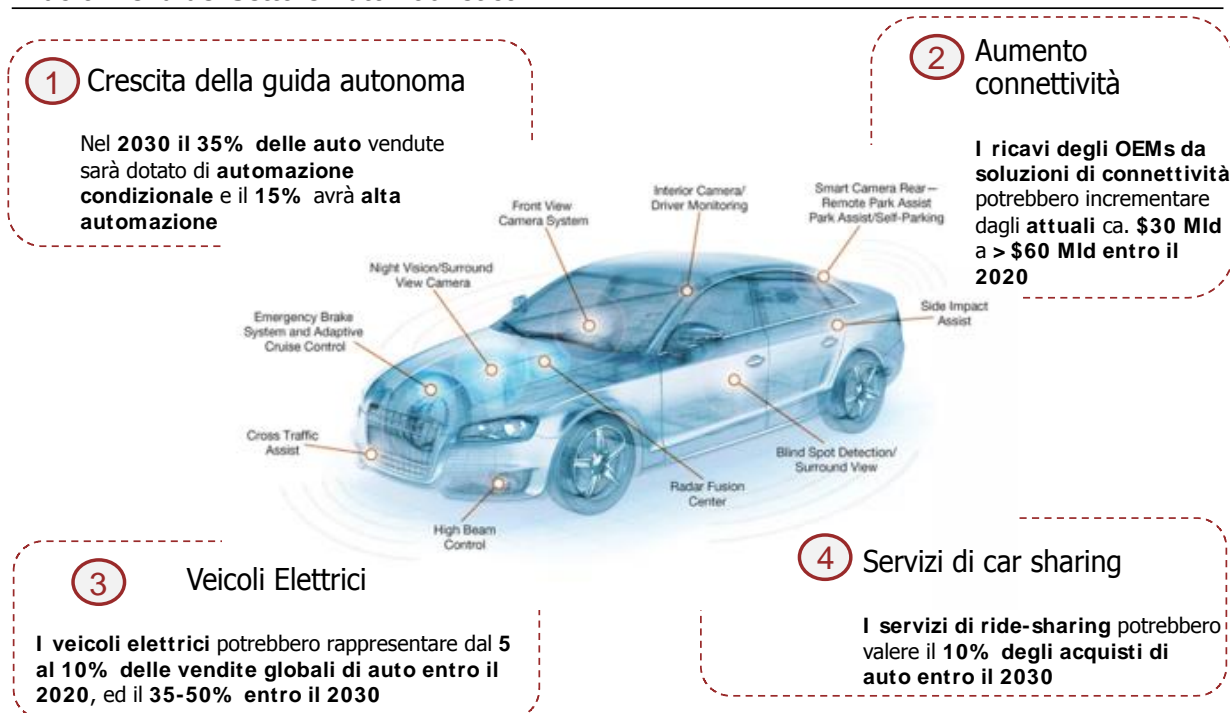 1 Crescita della guida autonoma
Nel 2030 il 35% delle auto vendute
sarà dotato di automazione
condizionale e il 15% avrà alta
automazione
2 Aumento
connettività
I ricavi degli OEMs da
soluzioni di connettività
potrebbero incrementare
dagli attuali ca. $30 Mld
a > $60 Mld entro il
2020
Front View
Camera System
Interior Camera/
Driver Monitoring
Smart Camera Rear—
Remote Park Assist
Park Assist/Self-Parking
Night Vision/Surround
View Camera
Side Impact
Assist
Emergency Brake
System and Adaptive
Cruise Control
Cross Traffic
Assist
Blind Spot Detection/
Surround View
Radar Fusion
Center
High Beam
Control
3 Veicoli Elettrici
I veicoli elettrici potrebbero rappresentare dal 5
al 10% delle vendite globali di auto entro il
2020, ed il 35-50% entro il 2030
4 Servizi di car sharing
I servizi di ride-sharing potrebbero
valere il 10% degli acquisti di
auto entro il 2030